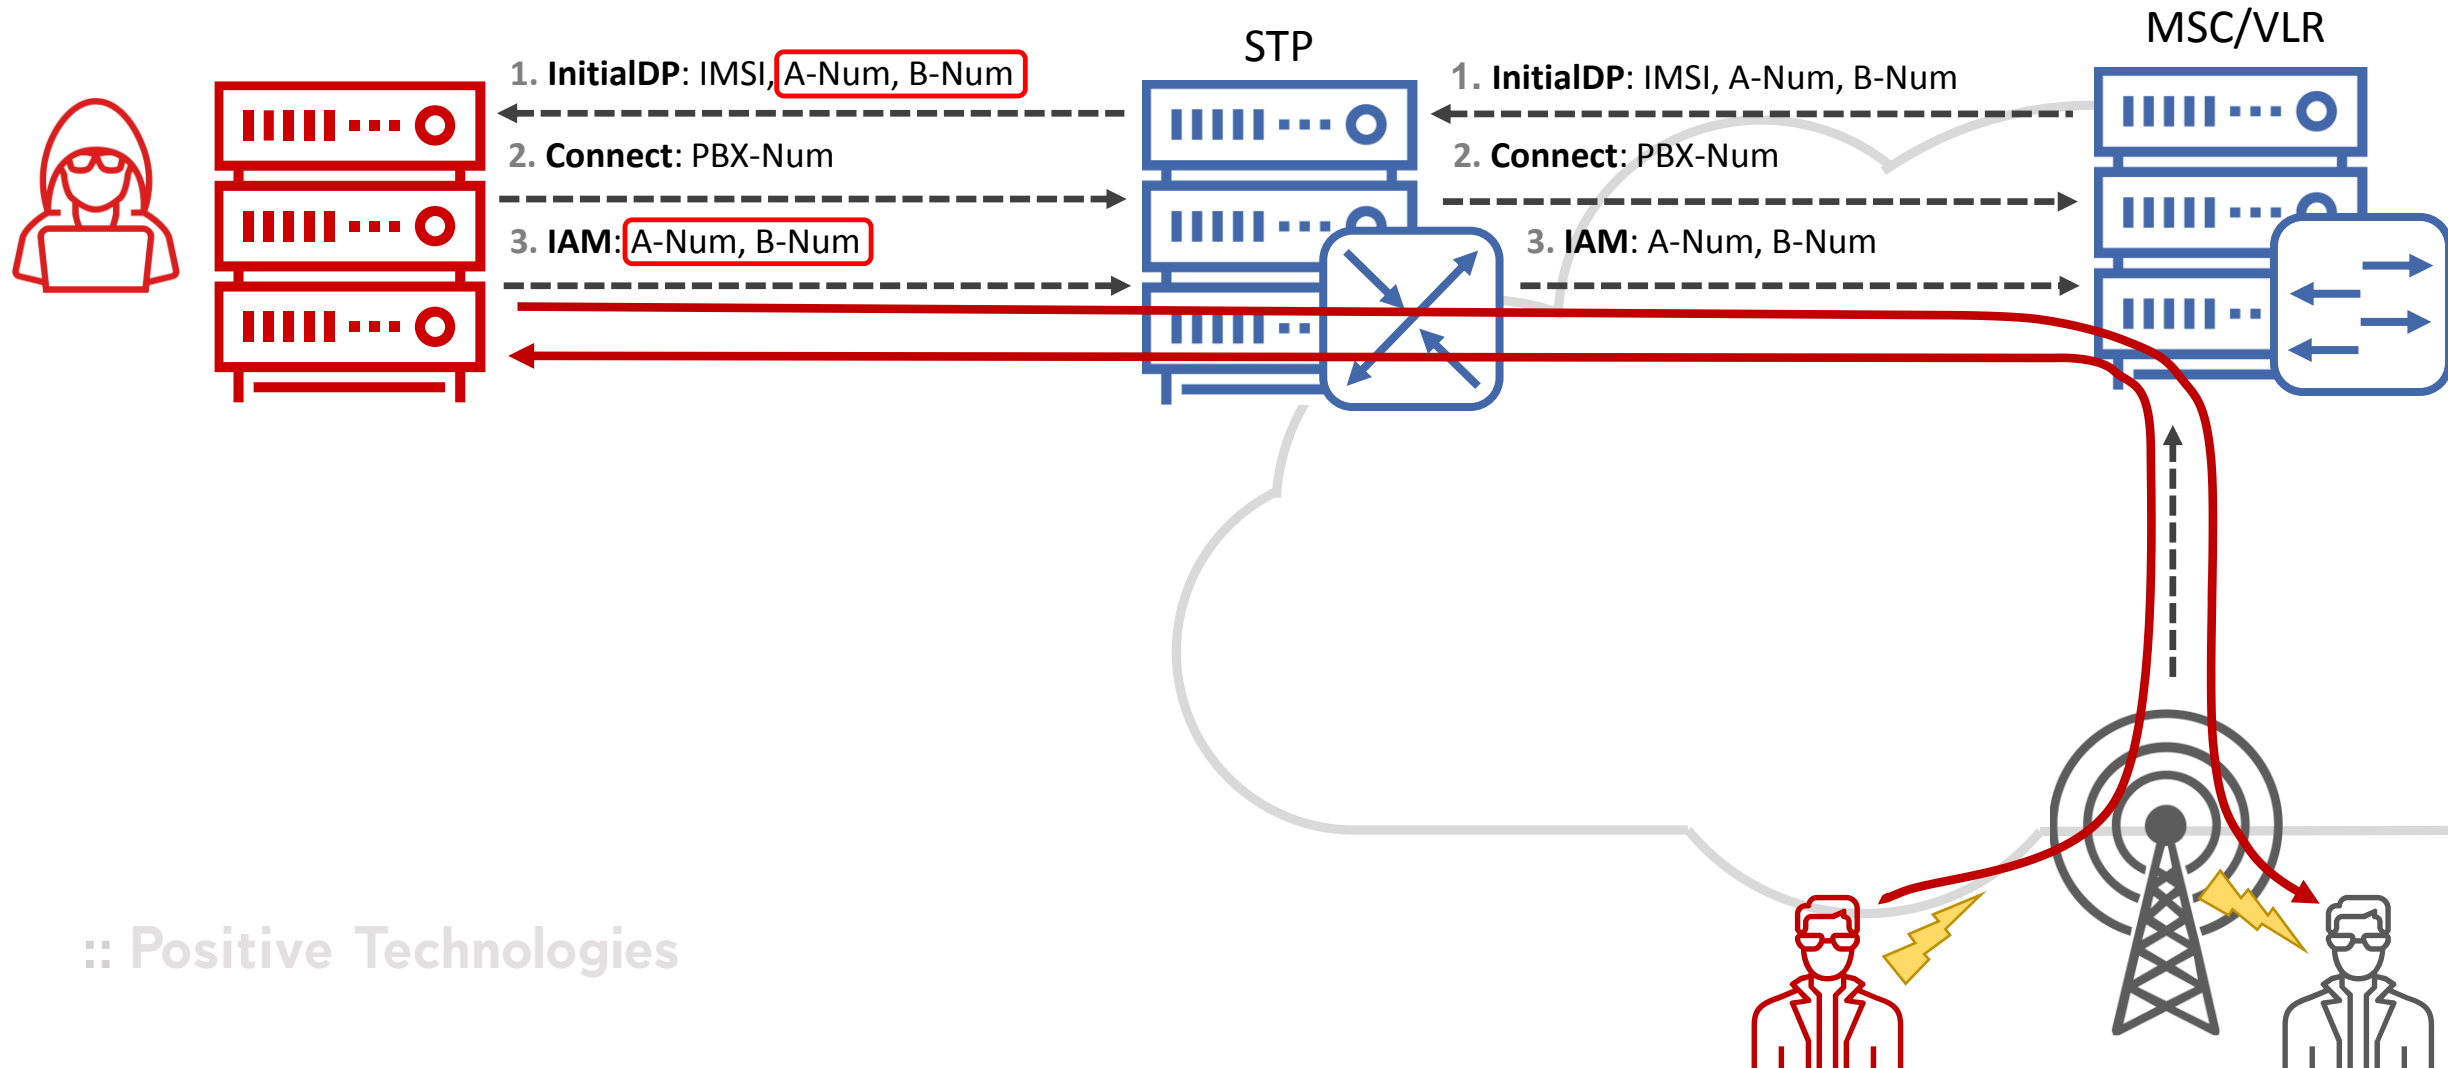 STP
MSC/VLR
1. InitialDP: IMSI, A-Num, B-Num
1. InitialDP: IMSI, A-Num, B-Num
2. Connect: PBX-Num
2. Connect: PBX-Num
3. IAM: A-Num, B-Num
3. IAM: A-Num, B-Num
:: Positive Technologies